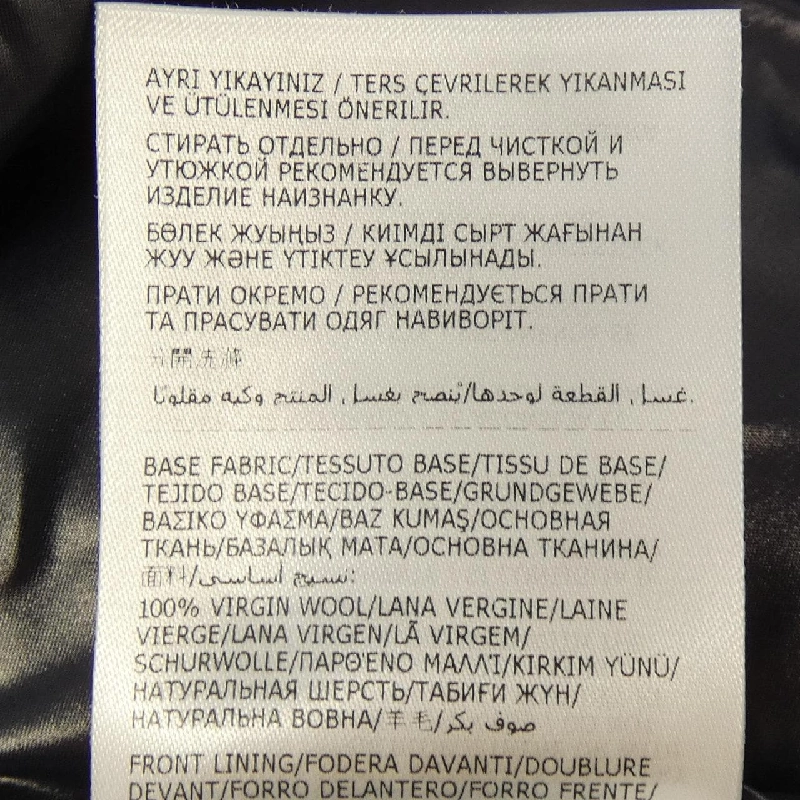 AYRI YIKAYINIZ / TERS ÇEVRILEREK YIKANMASI
VE ÜTÜLENMESI ÖNERILIR.
СТИРАТЬ ОТДЕЛЬНО / ПЕРЕД ЧИСТКОЙ И
УТЮЖКОЙ РЕКОМЕНДУЕТСЯ ВЫВЕРНУТЬ
ИЗДЕЛИЕ НАИЗНАНКУ.
БӨЛЕК ЖУЫҢЫЗ / КИІМДІ СЫРТ ЖАҒЫНАН
ЖУУ ЖӘНЕ ҮТІКТЕУ ҰСЫЛЫНАДЫ.
ПРАТИ ОКРЕМО / РЕКОМЕНДУЄТЬСЯ ПРАТИ
ТА ПРАСУВАТИ ОДЯГ НАВИВОРІТ.
分開洗滌
غسل القطعة لوحدها/يُنصح بغسل المنتج وكيه مقلوبًا.
BASE FABRIC/TESSUTO BASE/TISSU DE BASE/
TEJIDO BASE/TECIDO-BASE/GRUNDGEWEBE/
ΒΑΣΙΚΟ ΥΦΑΣΜΑ/BAZ KUMAŞ/ОСНОВНАЯ
ТКАНЬ/БАЗАЛЫҚ МАТА/ОСНОВНА ТКАНИНА/
面料/نسيج أساسي:
100% VIRGIN WOOL/LANA VERGINE/LAINE
VIERGE/LANA VIRGEN/LÃ VIRGEM/
SCHURWOLLE/ΠΑΡΘΈΝΟ ΜΑΛΛΊ/KIRKIM YÜNÜ/
НАТУРАЛЬНАЯ ШЕРСТЬ/ТАБИҒИ ЖҮН/
НАТУРАЛЬНА ВОВНА/羊毛/صوف بكر
FRONT LINING/FODERA DAVANTI/DOUBLURE
DEVANT/FORRO DELANTERO/FORRO FRENTE/